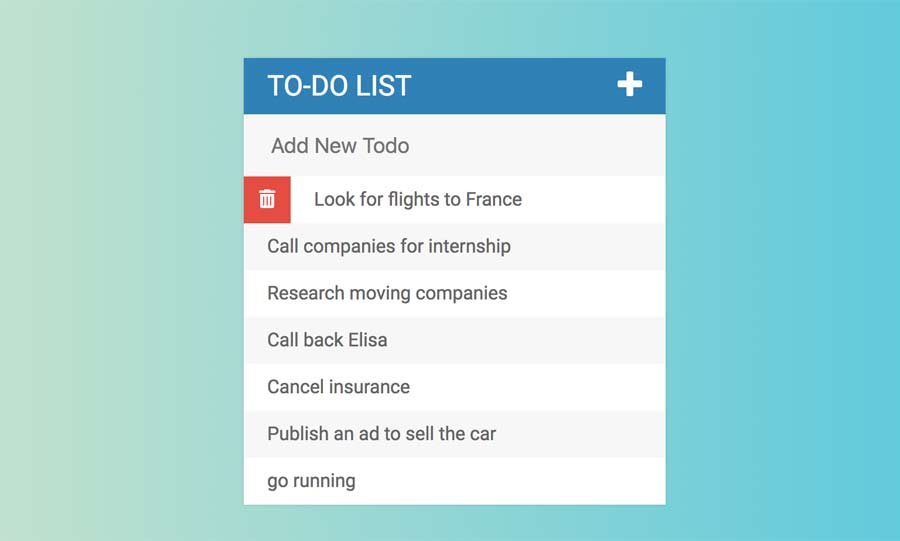 TO-DO LIST
Add New Todo
Look for flights to France
Call companies for internship
Research moving companies
Call back Elisa
Cancel insurance
Publish an ad to sell the car
go running